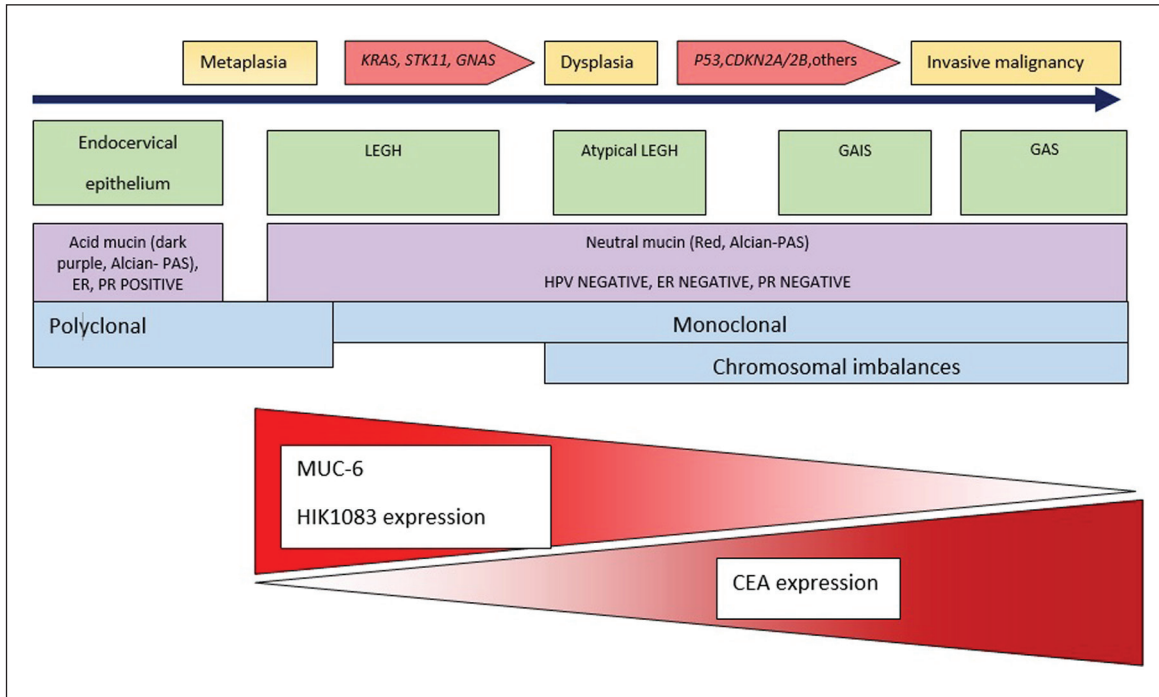 Metaplasia
KRAS, STK11, GNAS
Dysplasia
P53,CDKN2A/2B,others
Invasive malignancy
Endocervical
epithelium
LEGH
Atypical LEGH
GAIS
GAS
Acid mucin (dark
purple, Alcian- PAS),
ER, PR POSITIVE
Neutral mucin (Red, Alcian-PAS)
HPV NEGATIVE, ER NEGATIVE, PR NEGATIVE
Polyclonal
Monoclonal
Chromosomal imbalances
MUC-6
HIK1083 expression
CEA expression